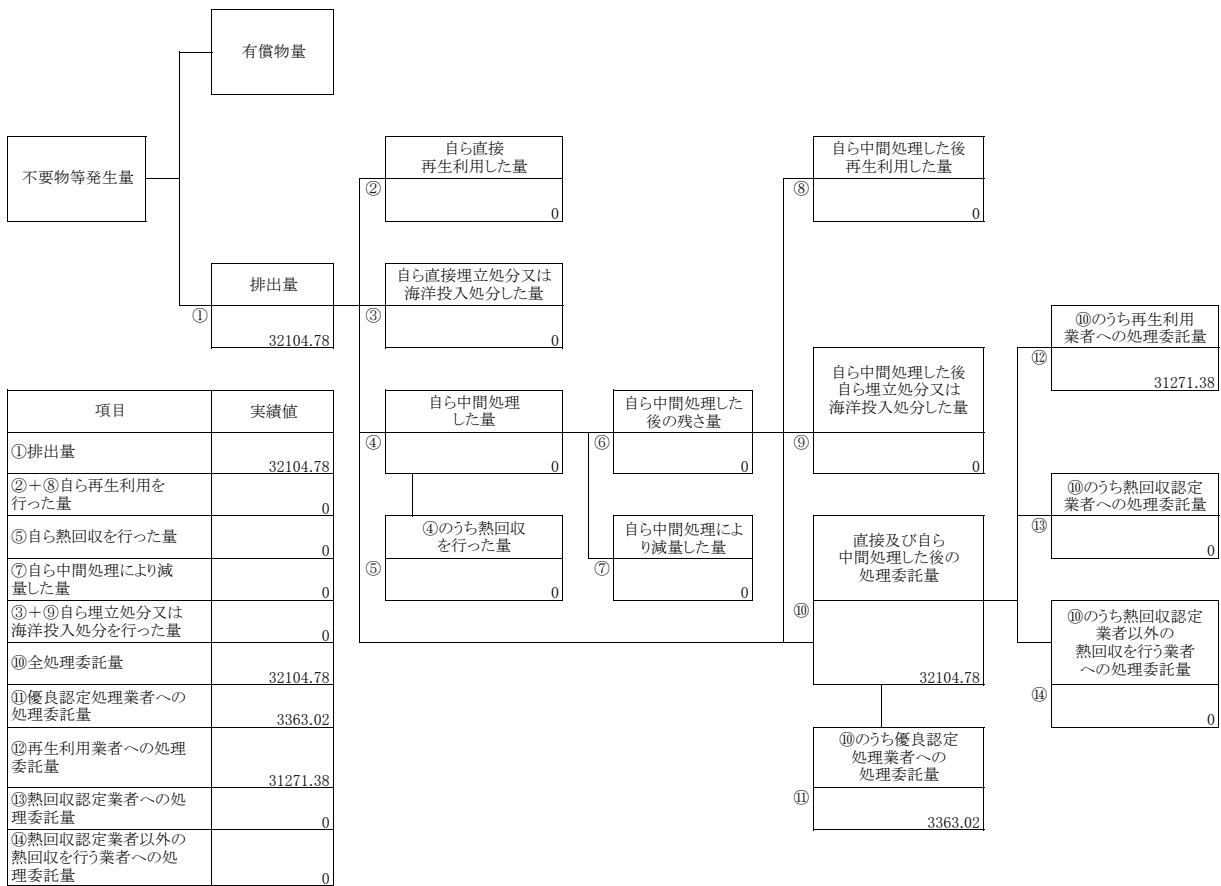 有償物量
不要物等発生量
排出量
①
32104.78
自ら直接
再生利用した量
②
0
自ら直接埋立処分又は
海洋投入処分した量
③
0
自ら中間処理
した量
④
0
④のうち熱回収
を行った量
⑤
0
自ら中間処理した
後の残さ量
⑥
0
自ら中間処理によ
り減量した量
⑦
0
自ら中間処理した後
再生利用した量
⑧
0
自ら中間処理した後
自ら埋立処分又は
海洋投入処分した量
⑨
0
直接及び自ら
中間処理した後の
処理委託量
⑩
32104.78
⑩のうち優良認定
処理業者への
処理委託量
⑪
3363.02
⑩のうち再生利用
業者への処理委託量
⑫
31271.38
⑩のうち熱回収認定
業者への処理委託量
⑬
0
⑩のうち熱回収認定
業者以外の
熱回収を行う業者
への処理委託量
⑭
0
項目 実績値
①排出量
32104.78
②+⑧自ら再生利用を
行った量
0
⑤自ら熱回収を行った量
0
⑦自ら中間処理により減
量した量
0
③+⑨自ら埋立処分又は
海洋投入処分を行った量
0
⑩全処理委託量
32104.78
⑪優良認定処理業者への
処理委託量
3363.02
⑫再生利用業者への処理
委託量
31271.38
⑬熱回収認定業者への処
理委託量
0
⑭熱回収認定業者以外の
熱回収を行う業者への処
理委託量
0